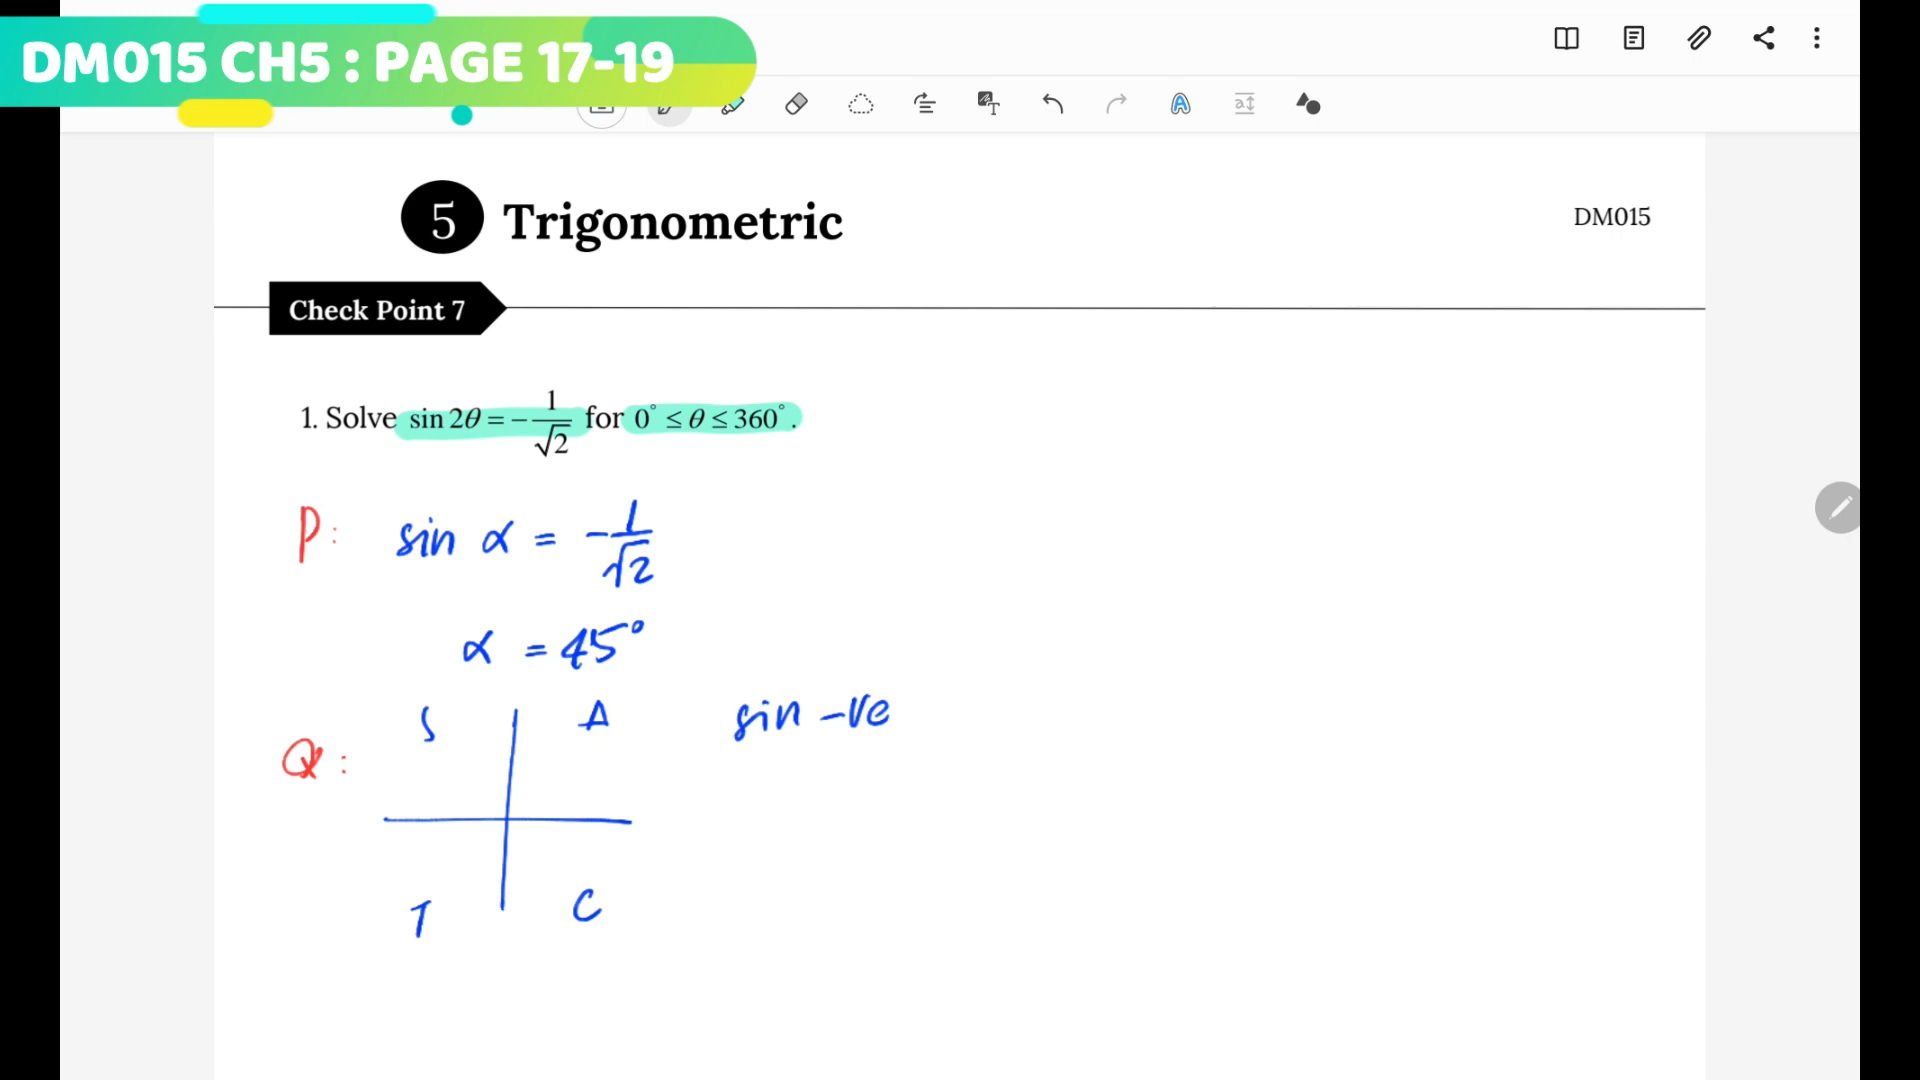 DM015 CH5 : PAGE 17-19
5 Trigonometric
DM015
Check Point 7
1. Solve sin 2θ = -1/√2 for 0° ≤ θ ≤ 360°.
P: sin α = -1/√2
α = 45°
S A sin -ve
Q:
T C